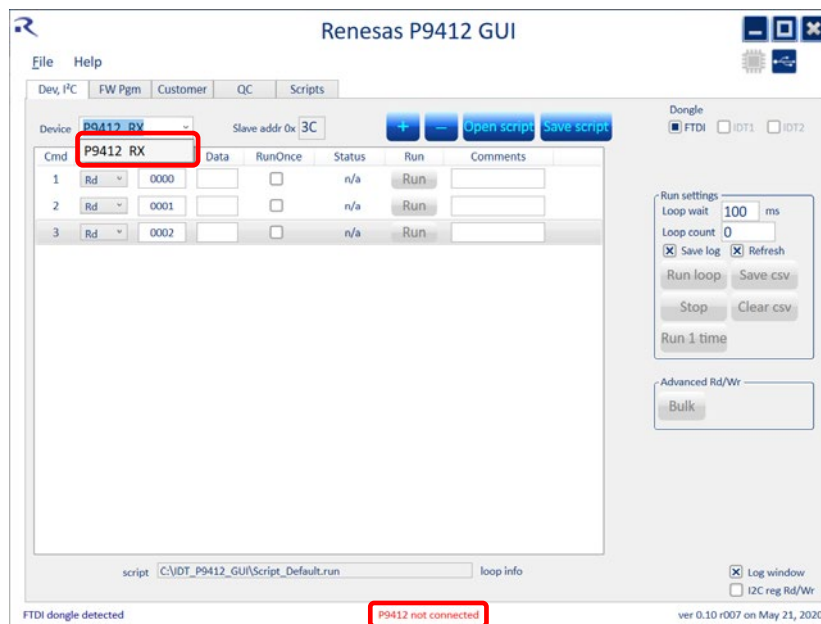 Renesas P9412 GUI
File Help
Dev, I²C FW Pgm Customer QC Scripts
Device P9412 RX Slave addr 0x 3C + – Open script Save script
P9412 RX
Cmd Data RunOnce Status Run Comments
1 Rd 0000 n/a Run
2 Rd 0001 n/a Run
3 Rd 0002 n/a Run
Dongle
FTDI IDT1 IDT2
Run settings
Loop wait 100 ms
Loop count 0
Save log Refresh
Run loop Save csv
Stop Clear csv
Run 1 time
Advanced Rd/Wr
Bulk
script C:\IDT_P9412_GUI\Script_Default.run loop info
Log window
I2C reg Rd/Wr
FTDI dongle detected P9412 not connected ver 0.10 r007 on May 21, 2020